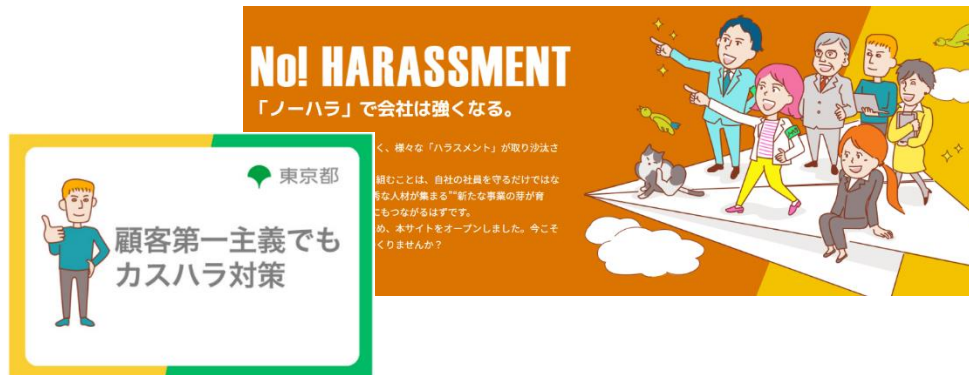 No! HARASSMENT
「ノーハラ」で会社は強くなる。
く、様々な「ハラスメント」が取り沙汰さ
組むことは、自社の社員を守るだけではな
秀な人材が集まる”“新たな事業の芽が育
にもつながるはずです。
め、本サイトをオープンしました。今こそ
くりませんか？
東京都
顧客第一主義でも
カスハラ対策